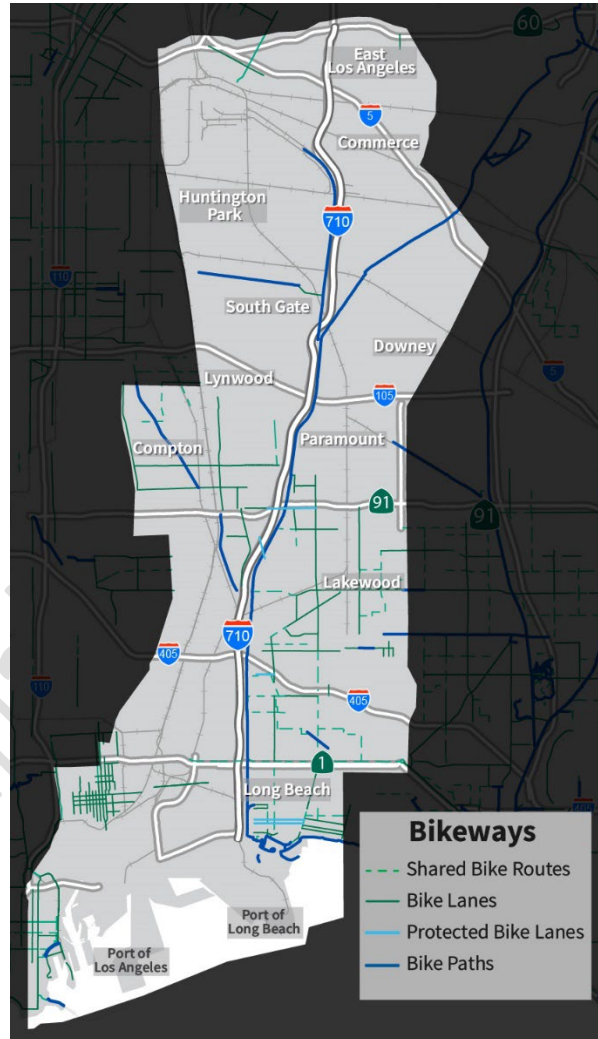 60
East
Los Angeles
5
Commerce
Huntington
Park
710
110
South Gate
Downey
Lynwood
105
5
Compton
Paramount
91
91
Lakewood
710
405
110
405
1
Long Beach
405
Port of
Long Beach
Port of
Los Angeles
Bikeways
Shared Bike Routes
Bike Lanes
Protected Bike Lanes
Bike Paths